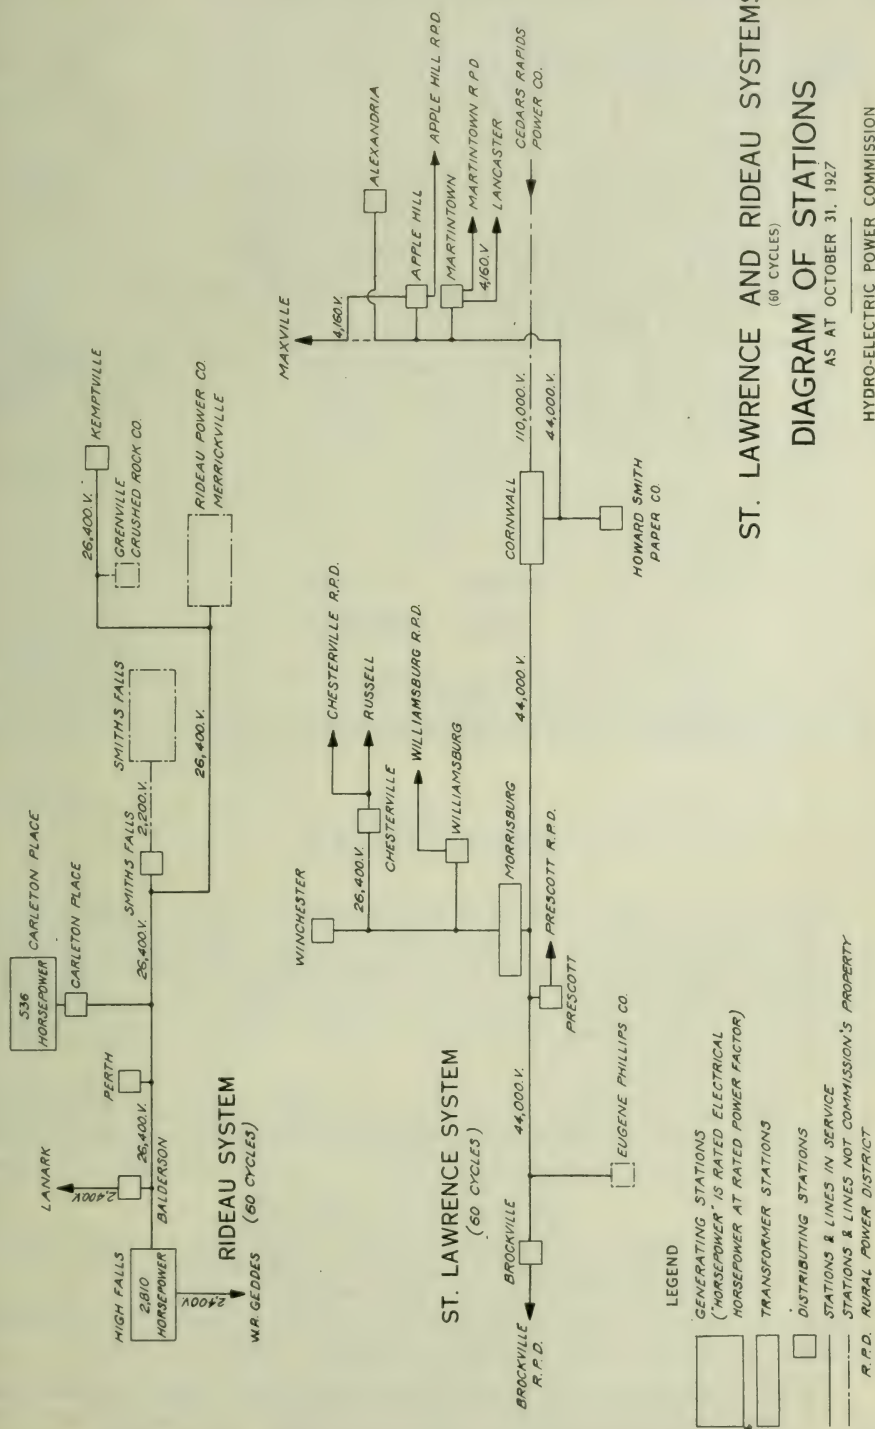 LANARK
2,400V.
HIGH FALLS
2,810
HORSEPOWER
2,400V.
W.R. GEDDES
26,400.V.
BALDERSON
PERTH
536
HORSEPOWER
CARLETON PLACE
CARLETON PLACE
26,400.V.
SMITHS FALLS
2,200.V.
SMITHS FALLS
26,400.V.
26,400.V.
KEMPTVILLE
GRENVILLE
CRUSHED ROCK CO.
RIDEAU POWER CO.
MERRICKVILLE
RIDEAU SYSTEM
(60 CYCLES)
ST. LAWRENCE SYSTEM
(60 CYCLES)
BROCKVILLE
BROCKVILLE
R.P.D.
44,000.V.
EUGENE PHILLIPS CO.
PRESCOTT
PRESCOTT R.P.D.
MORRISBURG
WINCHESTER
26,400.V.
CHESTERVILLE
CHESTERVILLE R.P.D.
RUSSELL
WILLIAMSBURG R.P.D.
WILLIAMSBURG
44,000.V.
CORNWALL
110,000.V.
44,000.V.
HOWARD SMITH
PAPER CO.
MAXVILLE
4,160.V.
ALEXANDRIA
APPLE HILL
APPLE HILL R.P.D.
MARTINTOWN
MARTINTOWN R.P.D
4,160.V
LANCASTER
CEDARS RAPIDS
POWER CO.
LEGEND
GENERATING STATIONS
("HORSEPOWER" IS RATED ELECTRICAL
HORSEPOWER AT RATED POWER FACTOR)
TRANSFORMER STATIONS
DISTRIBUTING STATIONS
STATIONS & LINES IN SERVICE
STATIONS & LINES NOT COMMISSION'S PROPERTY
R.P.D. RURAL POWER DISTRICT
ST. LAWRENCE AND RIDEAU SYSTEMS
(60 CYCLES)
DIAGRAM OF STATIONS
AS AT OCTOBER 31, 1927
HYDRO-ELECTRIC POWER COMMISSION